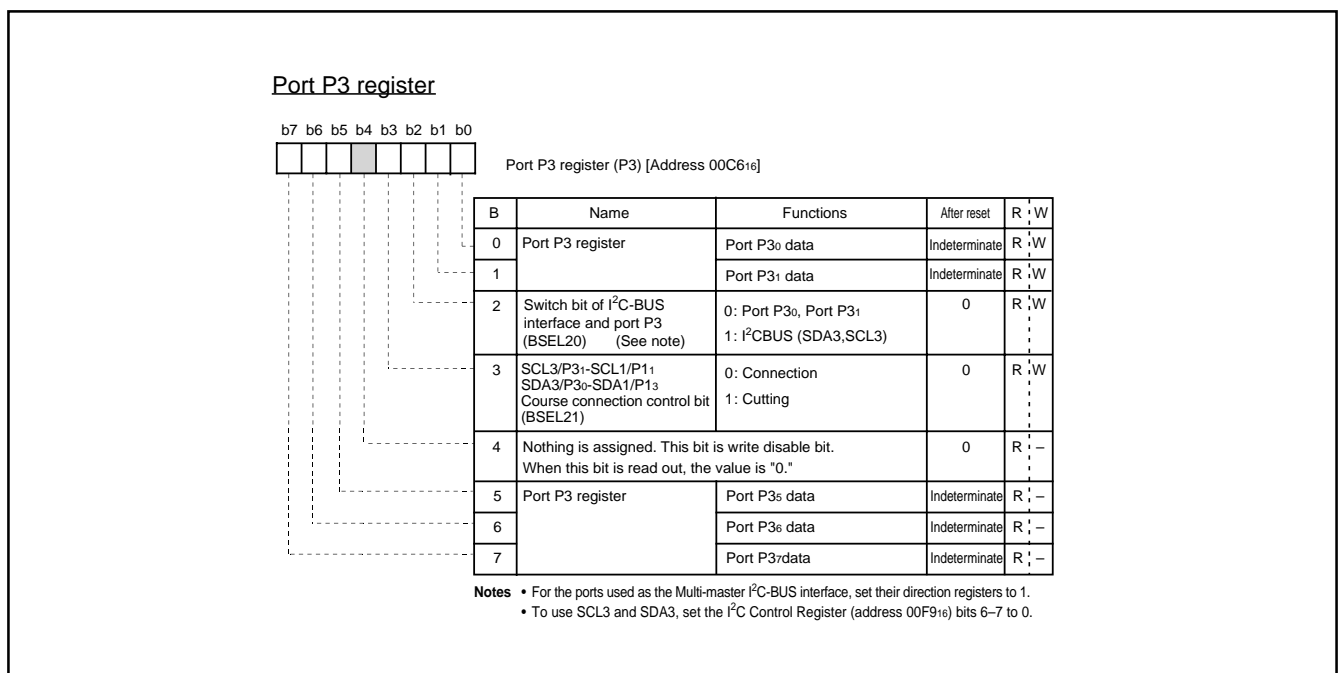 Port P3 register
b7 b6 b5 b4 b3 b2 b1 b0
Port P3 register (P3) [Address 00C6₁₆]
B Name Functions After reset R W
0 Port P3 register Port P3₀ data Indeterminate R W
1 Port P3₁ data Indeterminate R W
2 Switch bit of I²C-BUS
interface and port P3
(BSEL20) (See note)
0: Port P3₀, Port P3₁
1: I²CBUS (SDA3,SCL3)
0 R W
3 SCL3/P3₁-SCL1/P1₁
SDA3/P3₀-SDA1/P1₃
Course connection control bit
(BSEL21)
0: Connection
1: Cutting
0 R W
4 Nothing is assigned. This bit is write disable bit.
When this bit is read out, the value is "0."
0 R –
5 Port P3 register Port P3₅ data Indeterminate R –
6 Port P3₆ data Indeterminate R –
7 Port P3₇data Indeterminate R –
Notes • For the ports used as the Multi-master I²C-BUS interface, set their direction registers to 1.
• To use SCL3 and SDA3, set the I²C Control Register (address 00F9₁₆) bits 6–7 to 0.